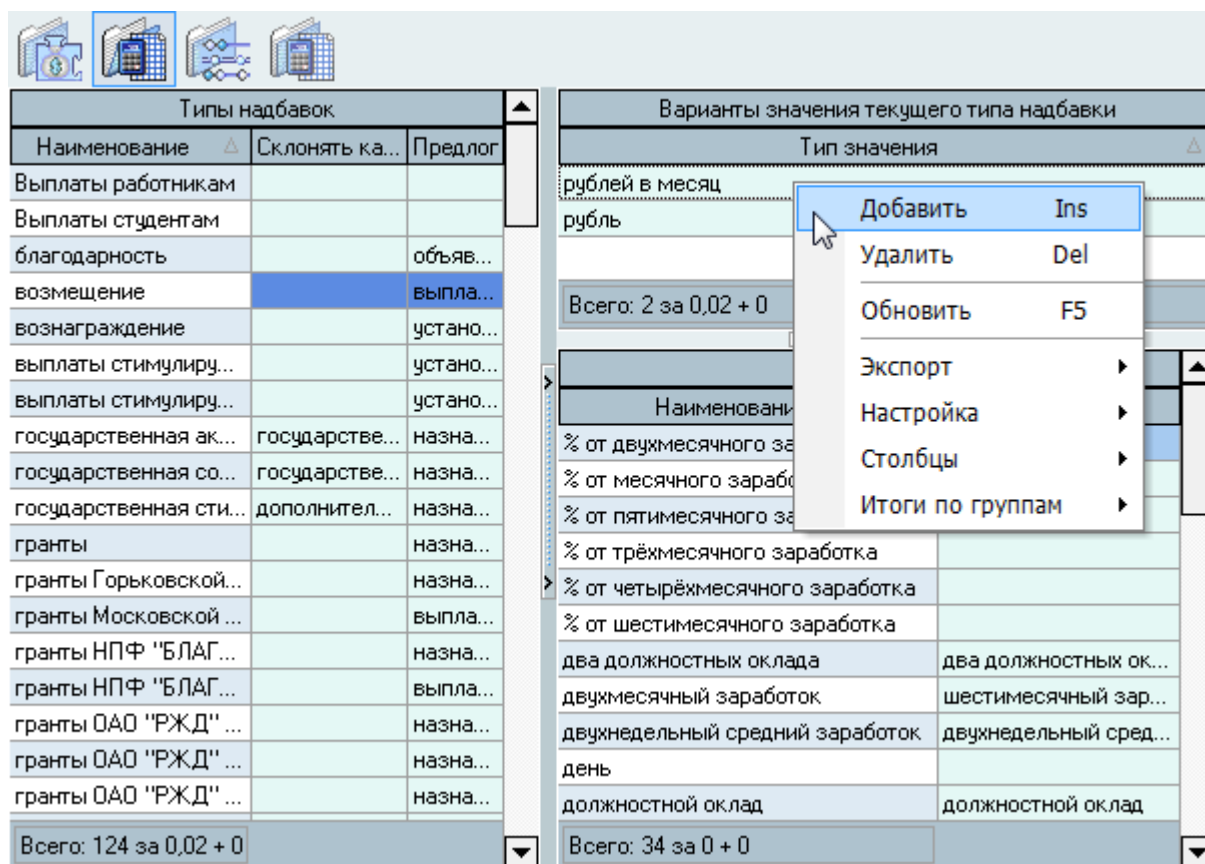 Типы надбавок
Наименование Склонять ка... Предлог
Выплаты работникам
Выплаты студентам
благодарность объяв...
возмещение выпла...
вознаграждение устано...
выплаты стимулиру... устано...
выплаты стимулиру... устано...
государственная ак... государстве... назна...
государственная со... государстве... назна...
государственная сти... дополнител... назна...
гранты назна...
гранты Горьковской... назна...
гранты Московской ... выпла...
гранты НПФ "БЛАГ... назна...
гранты НПФ "БЛАГ... выпла...
гранты ОАО "РЖД" ... назна...
гранты ОАО "РЖД" ... назна...
гранты ОАО "РЖД" ... назна...
Всего: 124 за 0,02 + 0
Варианты значения текущего типа надбавки
Тип значения
рублей в месяц
рубль
Всего: 2 за 0,02 + 0
Добавить Ins
Удалить Del
Обновить F5
Экспорт
Настройка
Столбцы
Итоги по группам
Наименовани
% от двухмесячного за
% от месячного зарабо
% от пятимесячного за
% от трёхмесячного заработка
% от четырёхмесячного заработка
% от шестимесячного заработка
два должностных оклада два должностных ок...
двухмесячный заработок шестимесячный зар...
двухнедельный средний заработок двухнедельный сред...
день
должностной оклад должностной оклад
Всего: 34 за 0 + 0